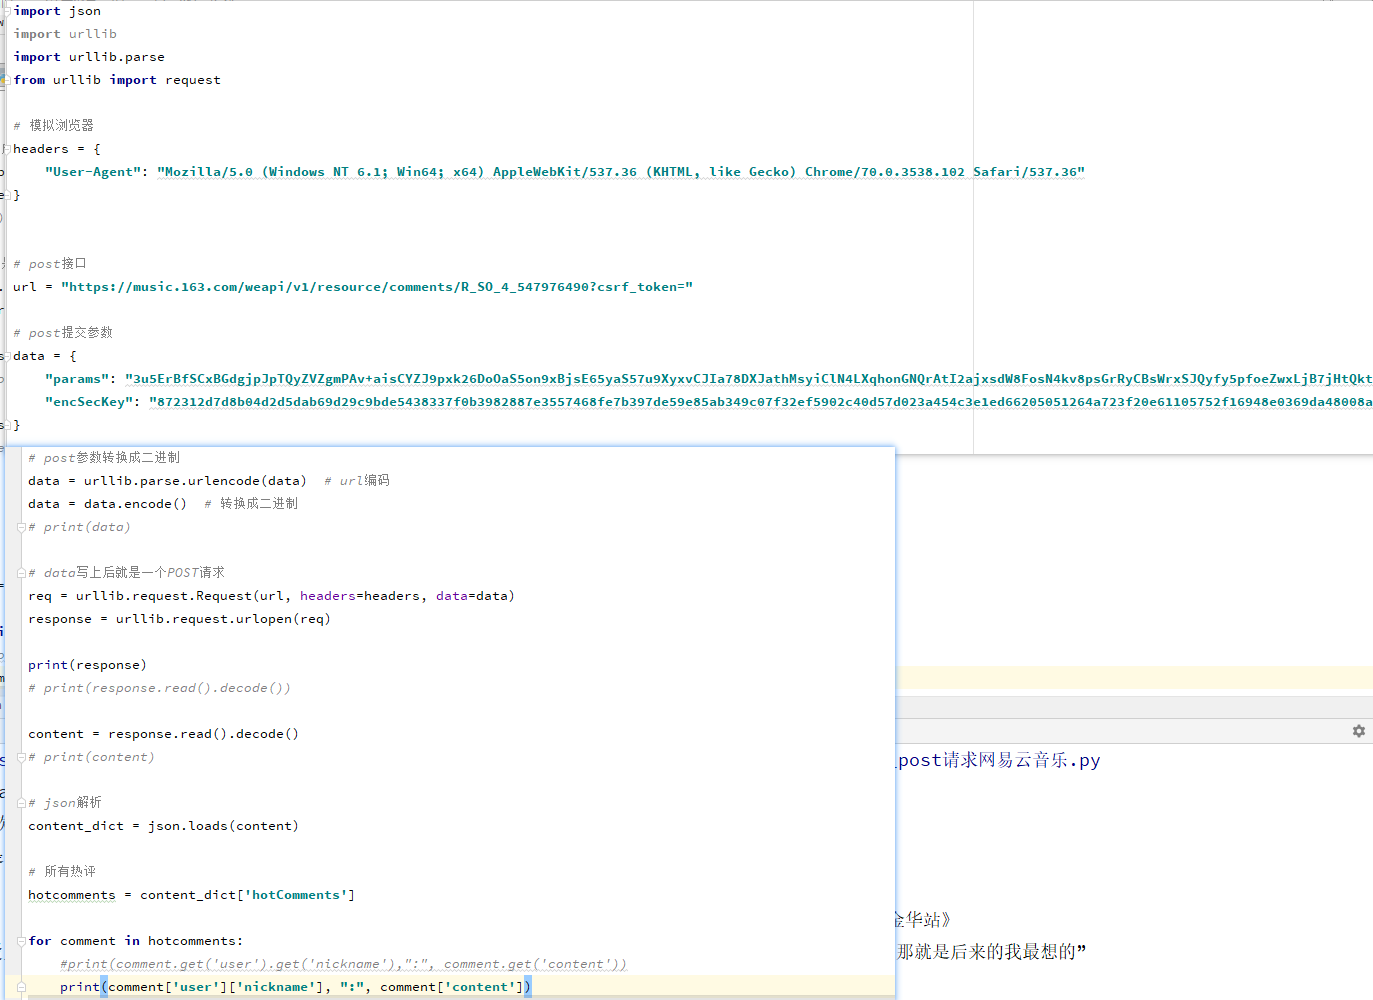 import json
import urllib
import urllib.parse
from urllib import request
# 模拟浏览器
headers = {
"User-Agent": "Mozilla/5.0 (Windows NT 6.1; Win64; x64) AppleWebKit/537.36 (KHTML, like Gecko) Chrome/70.0.3538.102 Safari/537.36"
}
# post接口
url = "https://music.163.com/weapi/v1/resource/comments/R_SO_4_547976490?csrf_token="
# post提交参数
data = {
"params": "3u5ErBfSCxBGdgjpJpTQyZVZgmPAv+aisCYZJ9pxk26DoOaS5on9xBjsE65yaS57u9XyxvCJIa78DXJathMsyiClN4LXqhonGNQrAtI2ajxsdW8FosN4kv8psGrRyCBsWrxSJQyfy5pfoeZwxLjB7jHtQkt
"encSecKey": "872312d7d8b04d2d5dab69d29c9bde5438337f0b3982887e3557468fe7b397de59e85ab349c07f32ef5902c40d57d023a454c3e1ed66205051264a723f20e61105752f16948e0369da48008a
}
# post参数转换成二进制
data = urllib.parse.urlencode(data)  # url编码
data = data.encode()  # 转换成二进制
# print(data)
# data写上后就是一个POST请求
req = urllib.request.Request(url, headers=headers, data=data)
response = urllib.request.urlopen(req)
print(response)
# print(response.read().decode())
content = response.read().decode()
# print(content)
post请求网易云音乐.py
# json解析
content_dict = json.loads(content)
# 所有热评
hotcomments = content_dict['hotComments']
金华站》
for comment in hotcomments:
那就是后来的我最想的”
#print(comment.get('user').get('nickname'),":", comment.get('content'))
print(comment['user']['nickname'], ":", comment['content'])